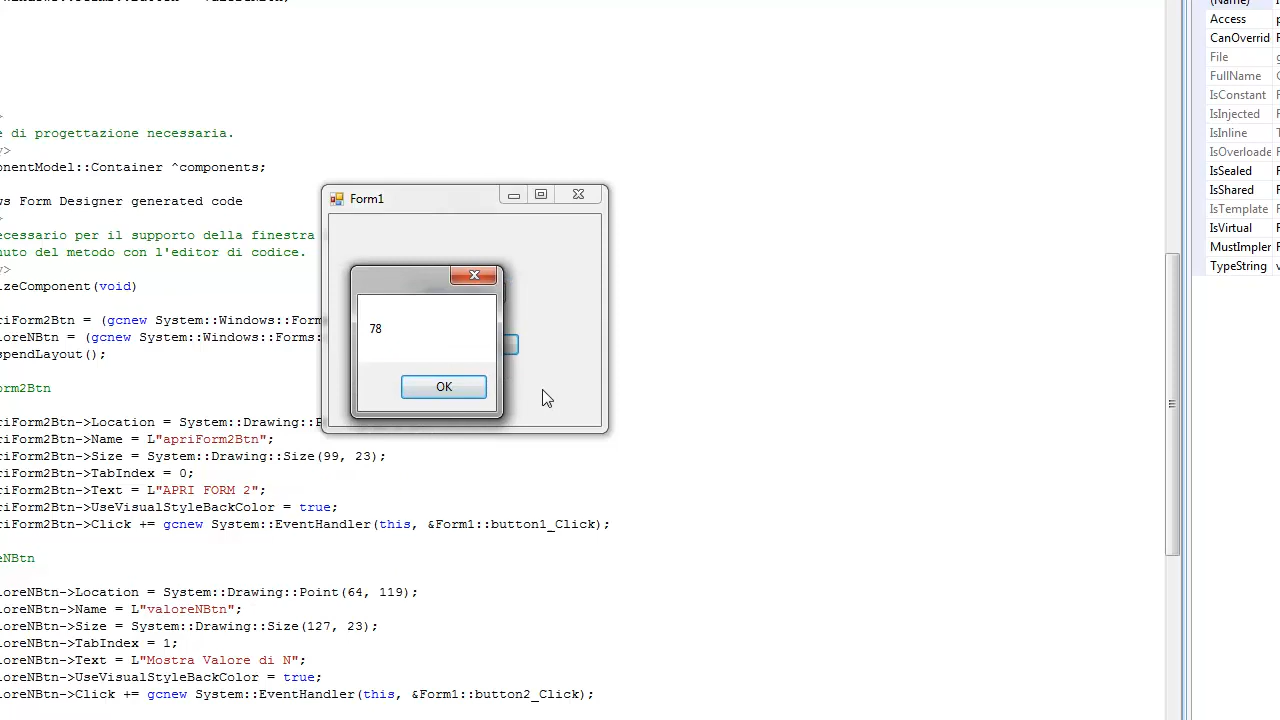 (Name)
Access
CanOverrid
File
FullName
IsConstant
IsInjected
IsInline
IsOverloade
IsSealed
IsShared
IsTemplate
IsVirtual
MustImplem
TypeString
e di progettazione necessaria.
y>
onentModel::Container ^components;
ws Form Designer generated code
>
ecessario per il supporto della finestra
nuto del metodo con l'editor di codice.
y>
izeComponent(void)
riForm2Btn = (gcnew System::Windows::Form
loreNBtn = (gcnew System::Windows::Forms:
spendLayout();
orm2Btn
riForm2Btn->Location = System::Drawing::P
riForm2Btn->Name = L"apriForm2Btn";
riForm2Btn->Size = System::Drawing::Size(99, 23);
riForm2Btn->TabIndex = 0;
riForm2Btn->Text = L"APRI FORM 2";
riForm2Btn->UseVisualStyleBackColor = true;
riForm2Btn->Click += gcnew System::EventHandler(this, &Form1::button1_Click);
eNBtn
loreNBtn->Location = System::Drawing::Point(64, 119);
loreNBtn->Name = L"valoreNBtn";
loreNBtn->Size = System::Drawing::Size(127, 23);
loreNBtn->TabIndex = 1;
loreNBtn->Text = L"Mostra Valore di N";
loreNBtn->UseVisualStyleBackColor = true;
loreNBtn->Click += gcnew System::EventHandler(this, &Form1::button2_Click);
Form1
78
OK